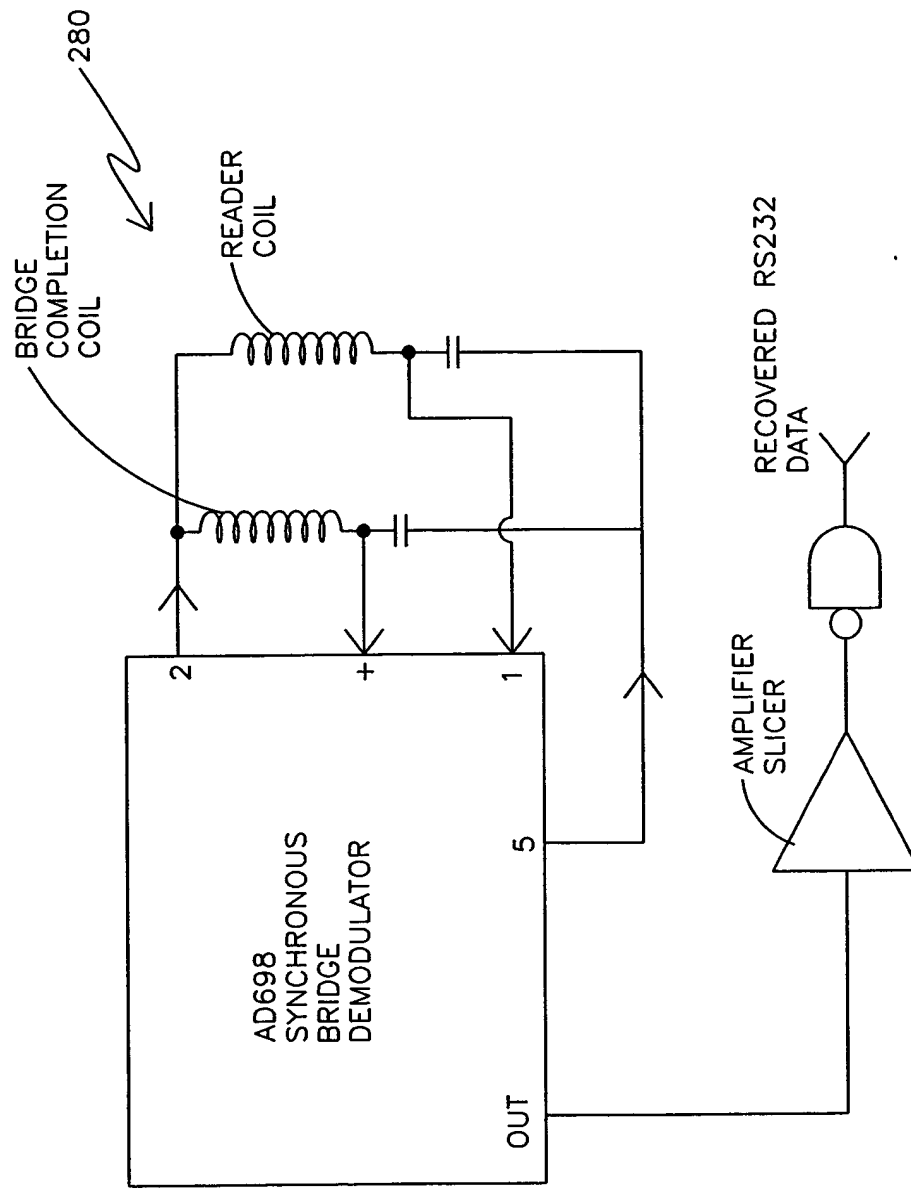 280
BRIDGE
COMPLETION
COIL
READER
COIL
2
+
1
5
OUT
AD698
SYNCHRONOUS
BRIDGE
DEMODULATOR
AMPLIFIER
SLICER
RECOVERED RS232
DATA